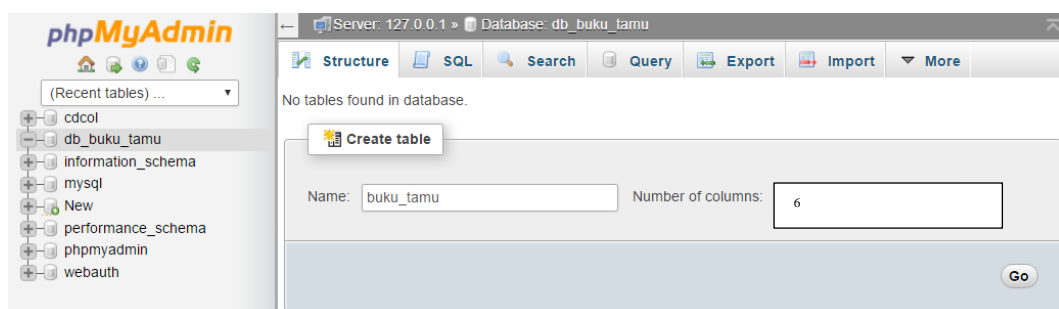 phpMyAdmin
(Recent tables) ...
cdcol
db_buku_tamu
information_schema
mysql
New
performance_schema
phpmyadmin
webauth
Server: 127.0.0.1 » Database: db_buku_tamu
Structure SQL Search Query Export Import More
No tables found in database.
Create table
Name: buku_tamu Number of columns: 6
Go